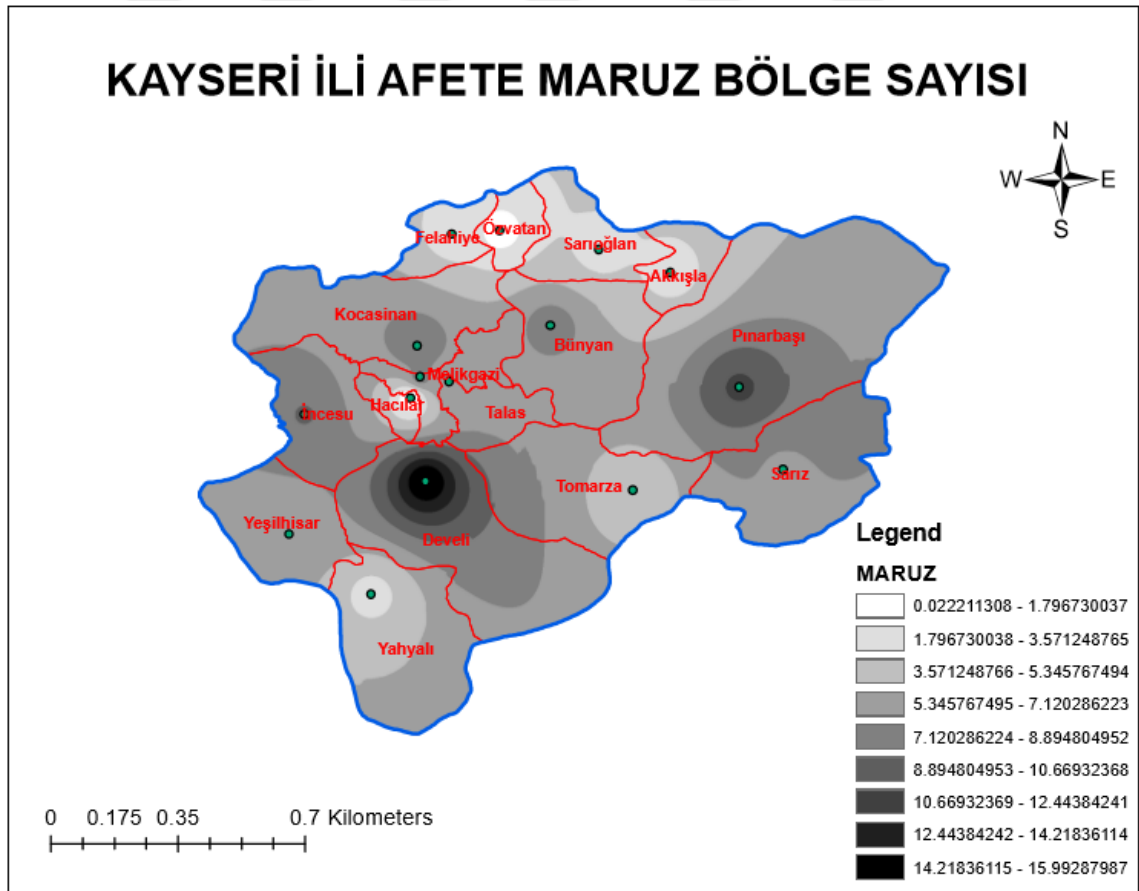 KAYSERİ İLİ AFETE MARUZ BÖLGE SAYISI
N
W E
S
Felahiye
Özvatan
Sarıoğlan
Akkışla
Kocasinan
Bünyan
Pınarbaşı
Melikgazi
Hacılar
Talas
İncesu
Tomarza
Sarız
Yeşilhisar
Develi
Yahyalı
Legend
MARUZ
0.022211308 - 1.796730037
1.796730038 - 3.571248765
3.571248766 - 5.345767494
5.345767495 - 7.120286223
7.120286224 - 8.894804952
8.894804953 - 10.66932368
10.66932369 - 12.44384241
12.44384242 - 14.21836114
14.21836115 - 15.99287987
0 0.175 0.35 0.7 Kilometers